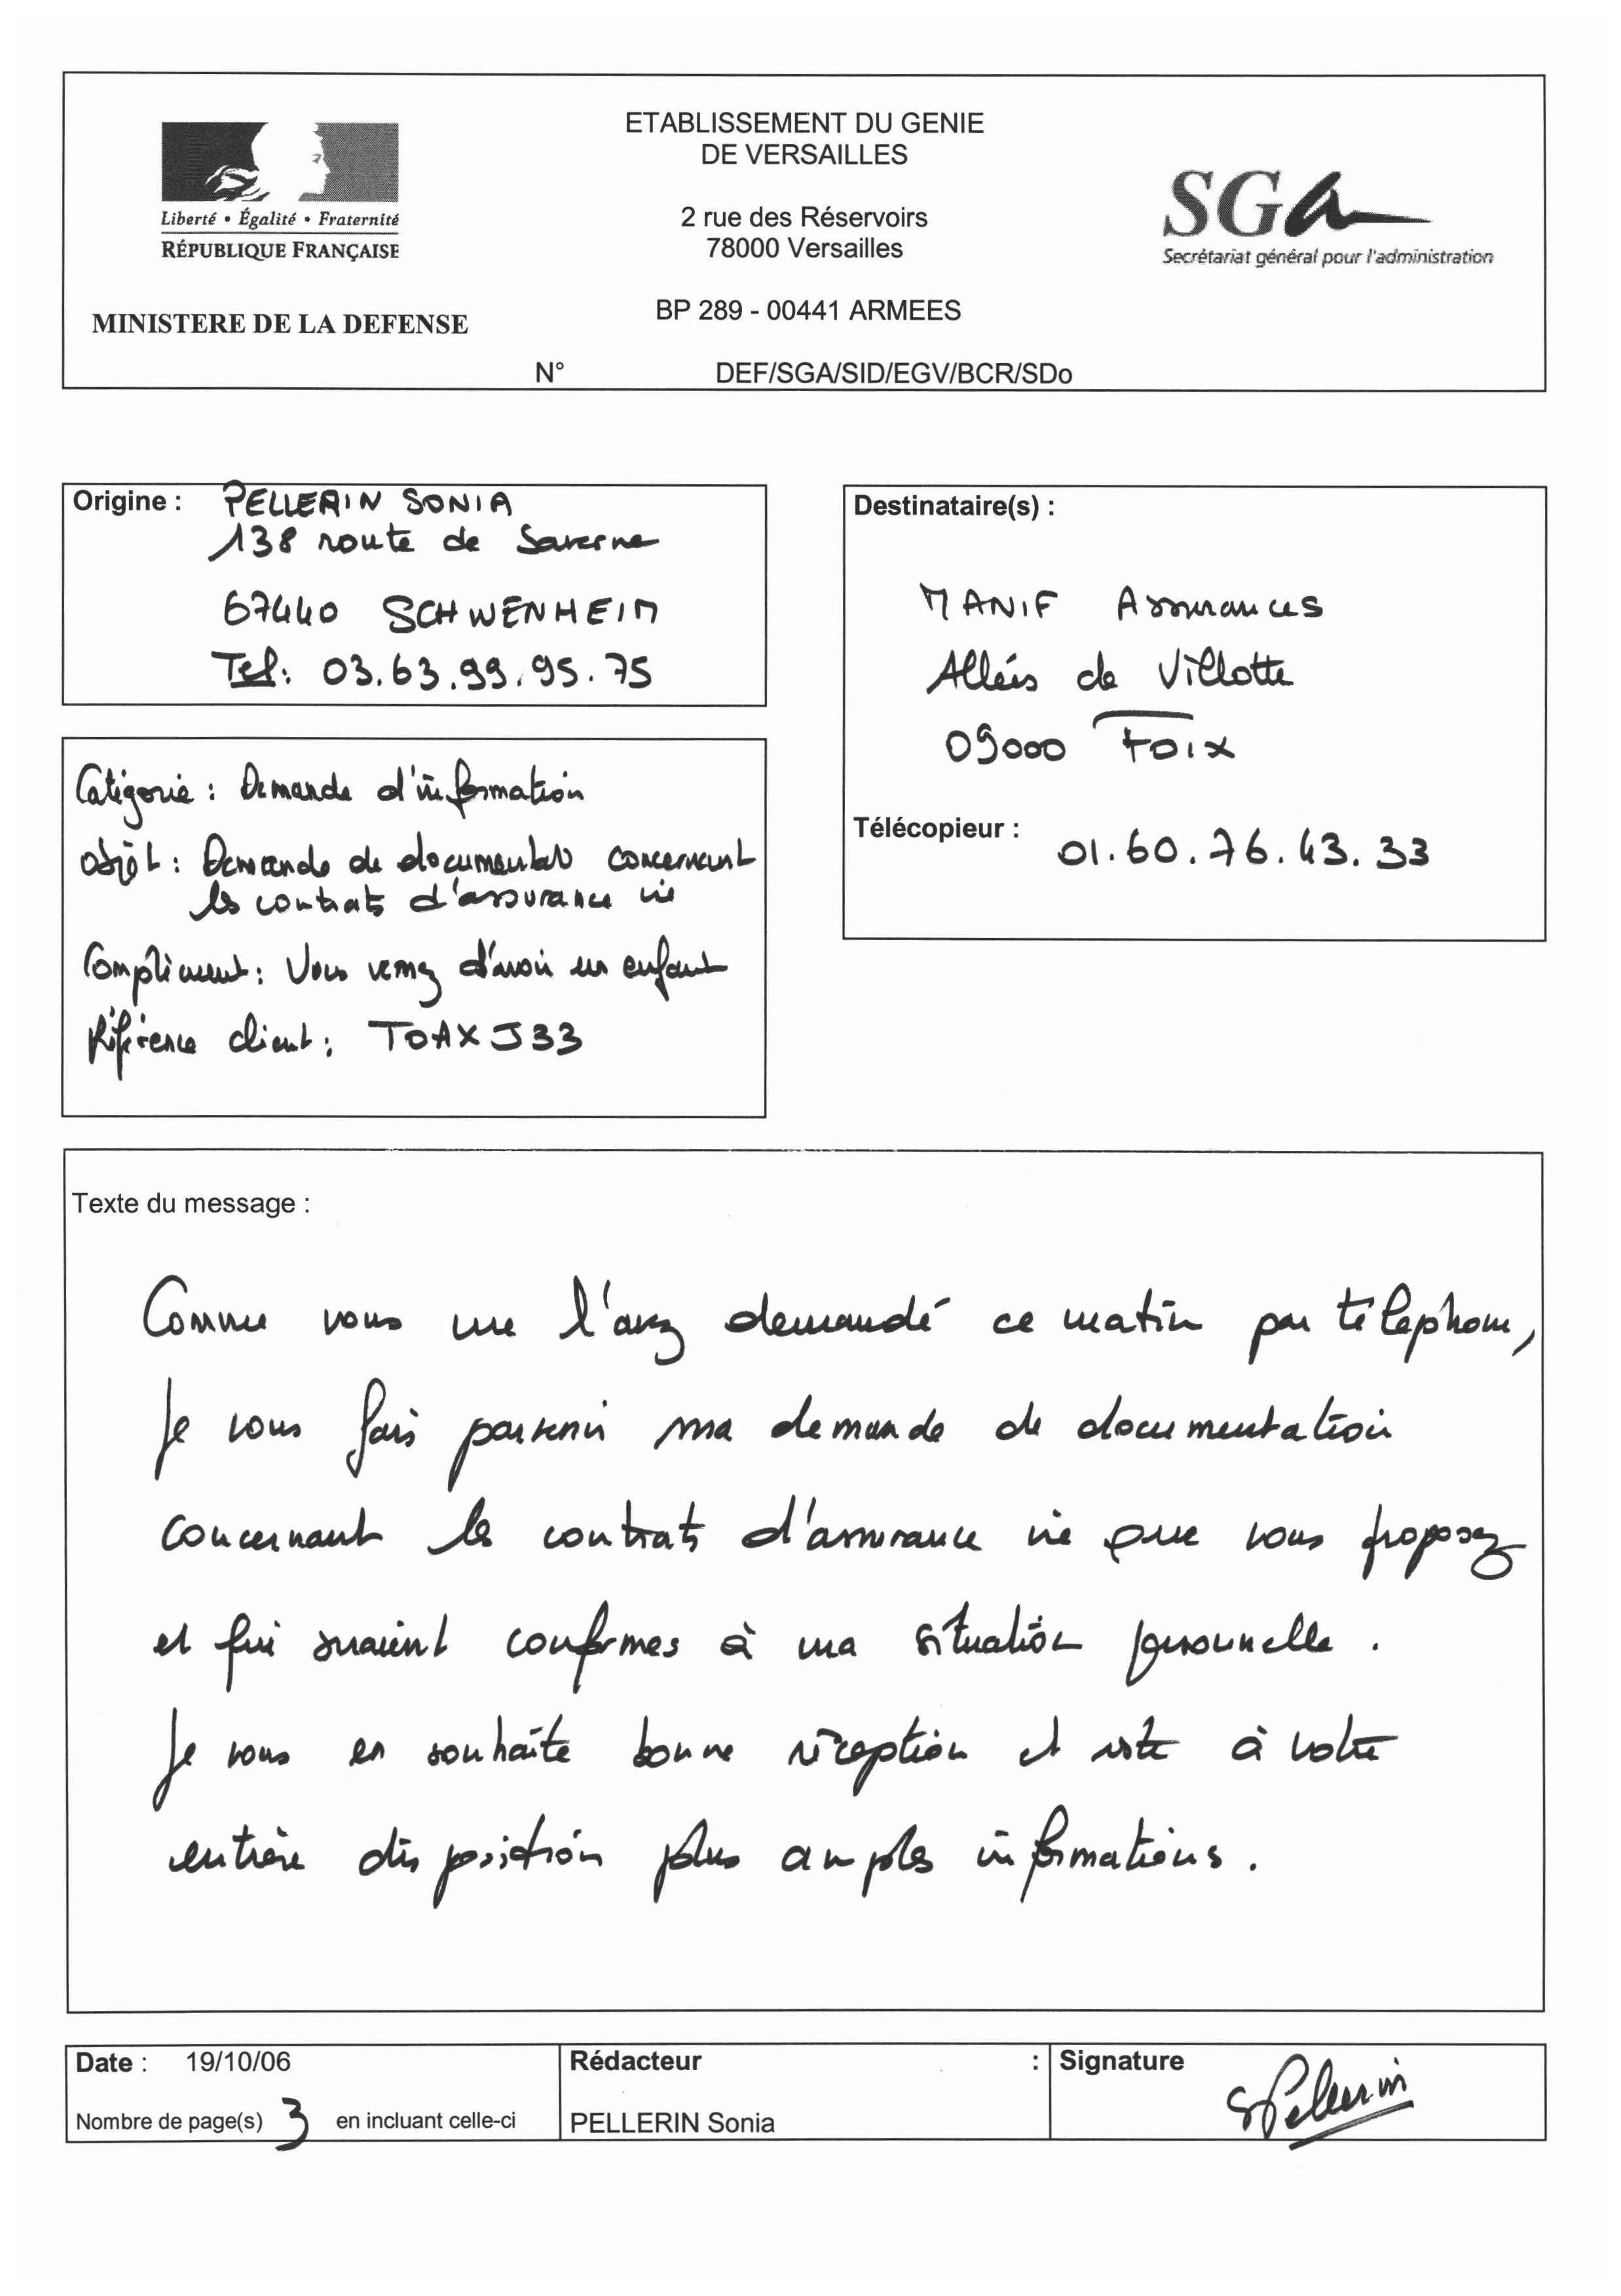 ETABLISSEMENT DU GENIE
DE VERSAILLES
2 rue des Réservoirs
78000 Versailles
BP 289 - 00441 ARMEES
Liberté • Égalité • Fraternité
RÉPUBLIQUE FRANÇAISE
MINISTERE DE LA DEFENSE
SGA
Secrétariat général pour l'administration
N° DEF/SGA/SID/EGV/BCR/SDo
Origine : PELLERIN SONIA
138 route de Saverne
67440 SCHWENHEIM
Tel: 03.63.99.95.75
Destinataire(s) :
MANIF Assurances
Allées de Villotte
09000 FOIX
Télécopieur : 01.60.76.43.33
Catégorie : Demande d'information
Objet : Demande de documentato concernant
les contrats d'assurance vie
Complément : Vous venez d'avoir un enfant
Référence client : TOAXJ33
Texte du message :
Comme vous me l'avez demandé ce matin par téléphone,
Je vous fais parvenir ma demande de documentation
concernant les contrats d'assurance vie que vous proposez
et qui seraient conformes à ma situation personnelle.
Je vous en souhaite bonne réception et reste à votre
entière disposition plus amples informations.
Date : 19/10/06
Nombre de page(s) 3 en incluant celle-ci
Rédacteur :
PELLERIN Sonia
Signature
SPellerin